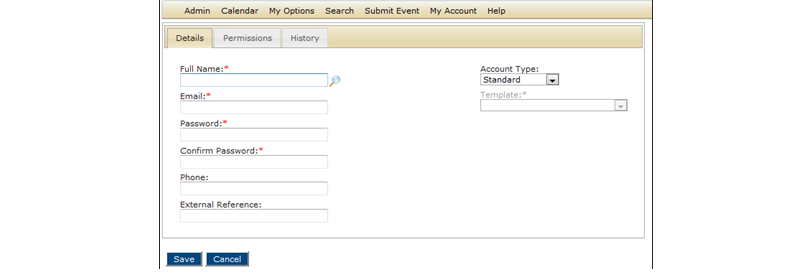 Admin Calendar My Options Search Submit Event My Account Help
Details Permissions History
Full Name:*
Account Type:
Standard
Email:*
Template:*
Password:*
Confirm Password:*
Phone:
External Reference:
Save Cancel